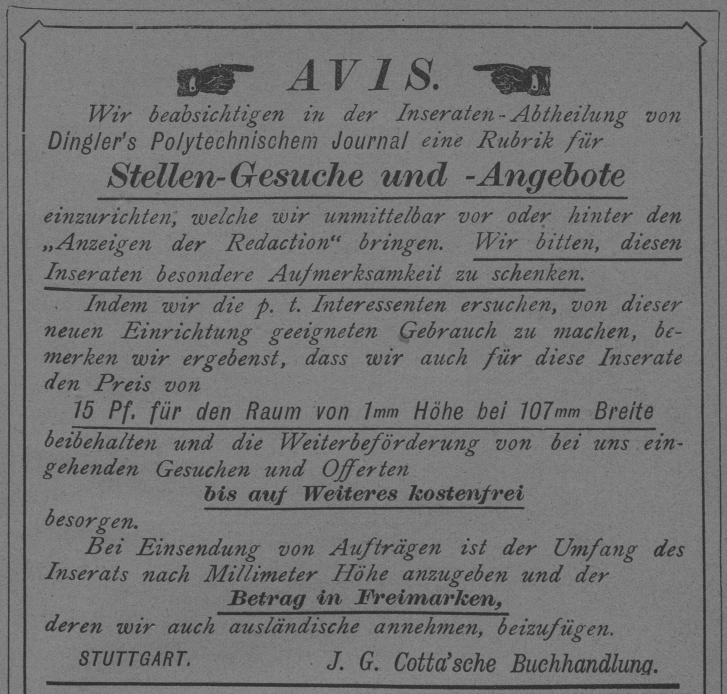 AVIS.
Wir beabsichtigen in der Inseraten-Abtheilung von
Dingler's Polytechnischem Journal eine Rubrik für
Stellen-Gesuche und -Angebote
einzurichten, welche wir unmittelbar vor oder hinter den
„Anzeigen der Redaction“ bringen. Wir bitten, diesen
Inseraten besondere Aufmerksamkeit zu schenken.
Indem wir die p. t. Interessenten ersuchen, von dieser
neuen Einrichtung geeigneten Gebrauch zu machen, be-
merken wir ergebenst, dass wir auch für diese Inserate
den Preis von
15 Pf. für den Raum von 1mm Höhe bei 107mm Breite
beibehalten und die Weiterbeförderung von bei uns ein-
gehenden Gesuchen und Offerten
bis auf Weiteres kostenfrei
besorgen.
Bei Einsendung von Aufträgen ist der Umfang des
Inserats nach Millimeter Höhe anzugeben und der
Betrag in Freimarken,
deren wir auch ausländische annehmen, beizufügen.
STUTTGART. J. G. Cotta'sche Buchhandlung.